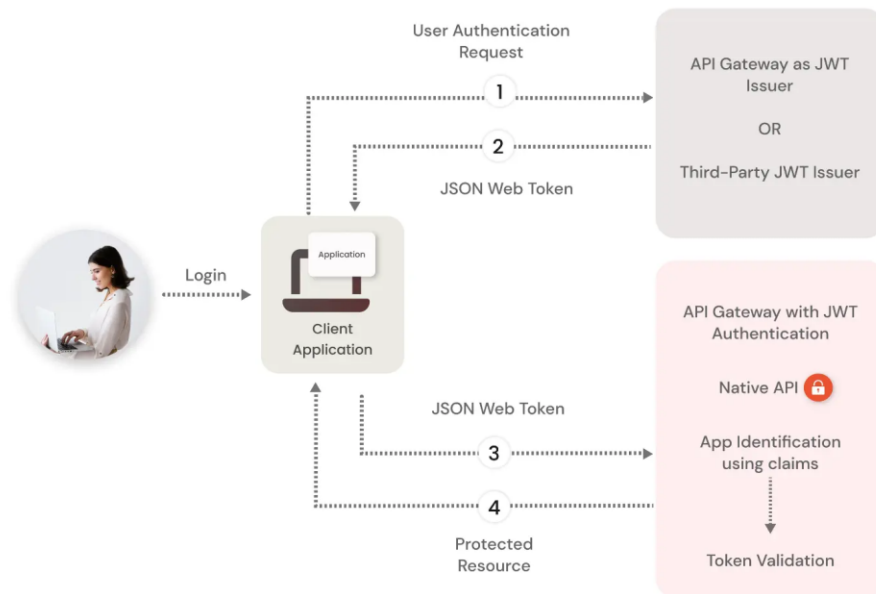 User Authentication
Request
1
API Gateway as JWT
Issuer
OR
Third-Party JWT Issuer
2
JSON Web Token
Login
Application
Client
Application
API Gateway with JWT
Authentication
Native API
App Identification
using claims
Token Validation
JSON Web Token
3
4
Protected
Resource